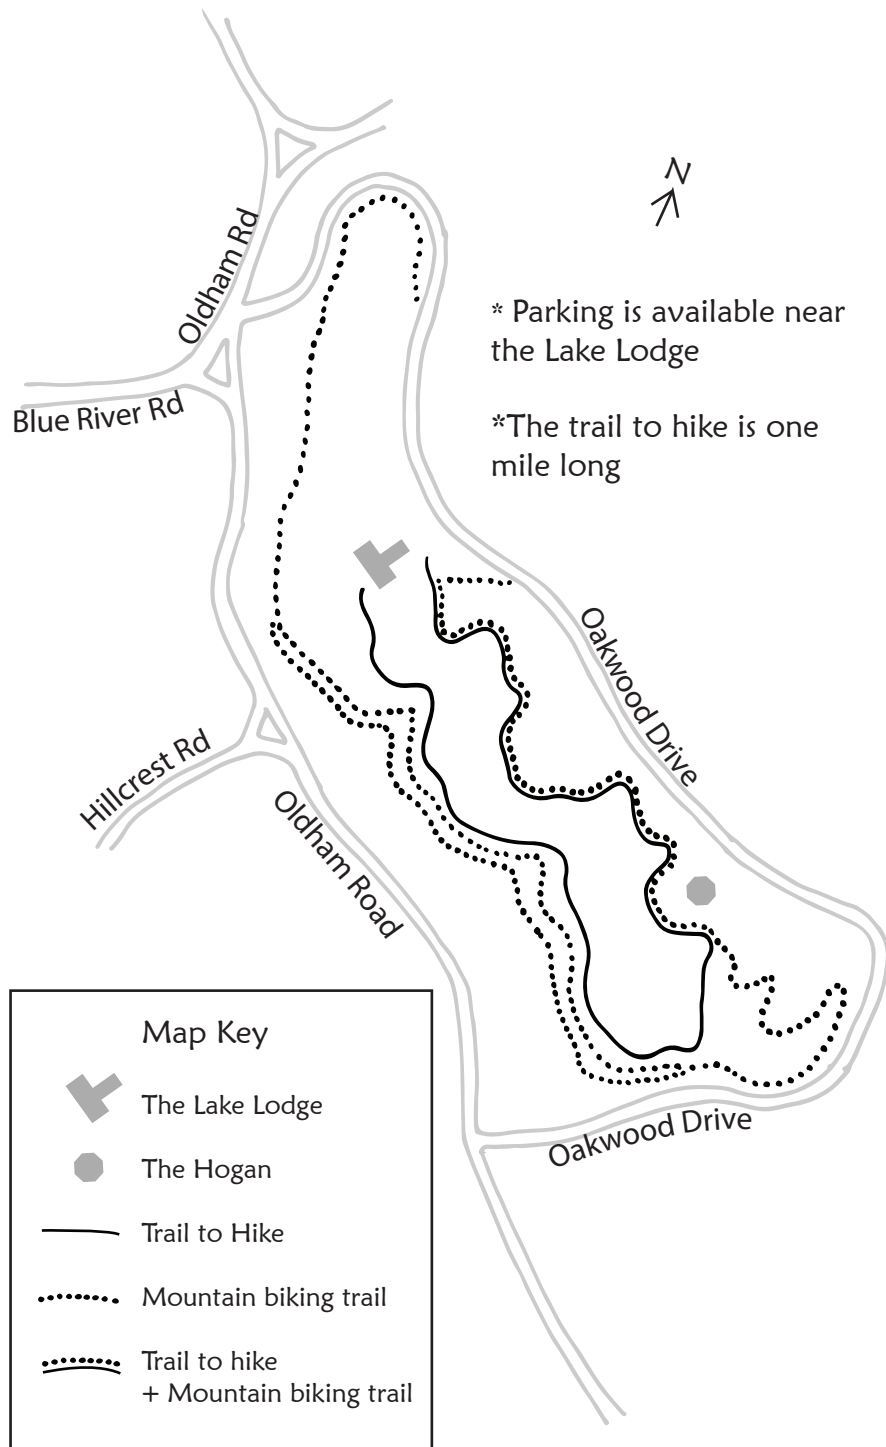 N
Oldham Rd
* Parking is available near
the Lake Lodge
Blue River Rd
*The trail to hike is one
mile long
Oakwood Drive
Hillcrest Rd
Oldham Road
Map Key
The Lake Lodge
The Hogan
Trail to Hike
Mountain biking trail
Trail to hike
+ Mountain biking trail
Oakwood Drive